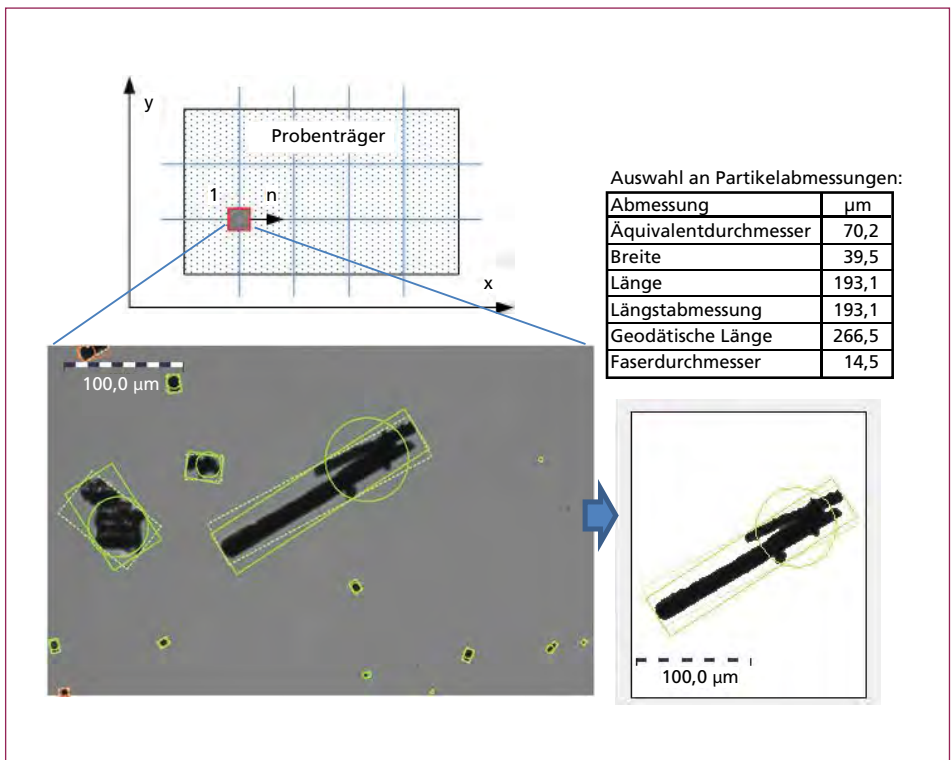 y
Probenträger
1 n
x
Auswahl an Partikelabmessungen:
Abmessung µm
Äquivalentdurchmesser 70,2
Breite 39,5
Länge 193,1
Längstabmessung 193,1
Geodätische Länge 266,5
Faserdurchmesser 14,5
100,0 µm
100,0 µm